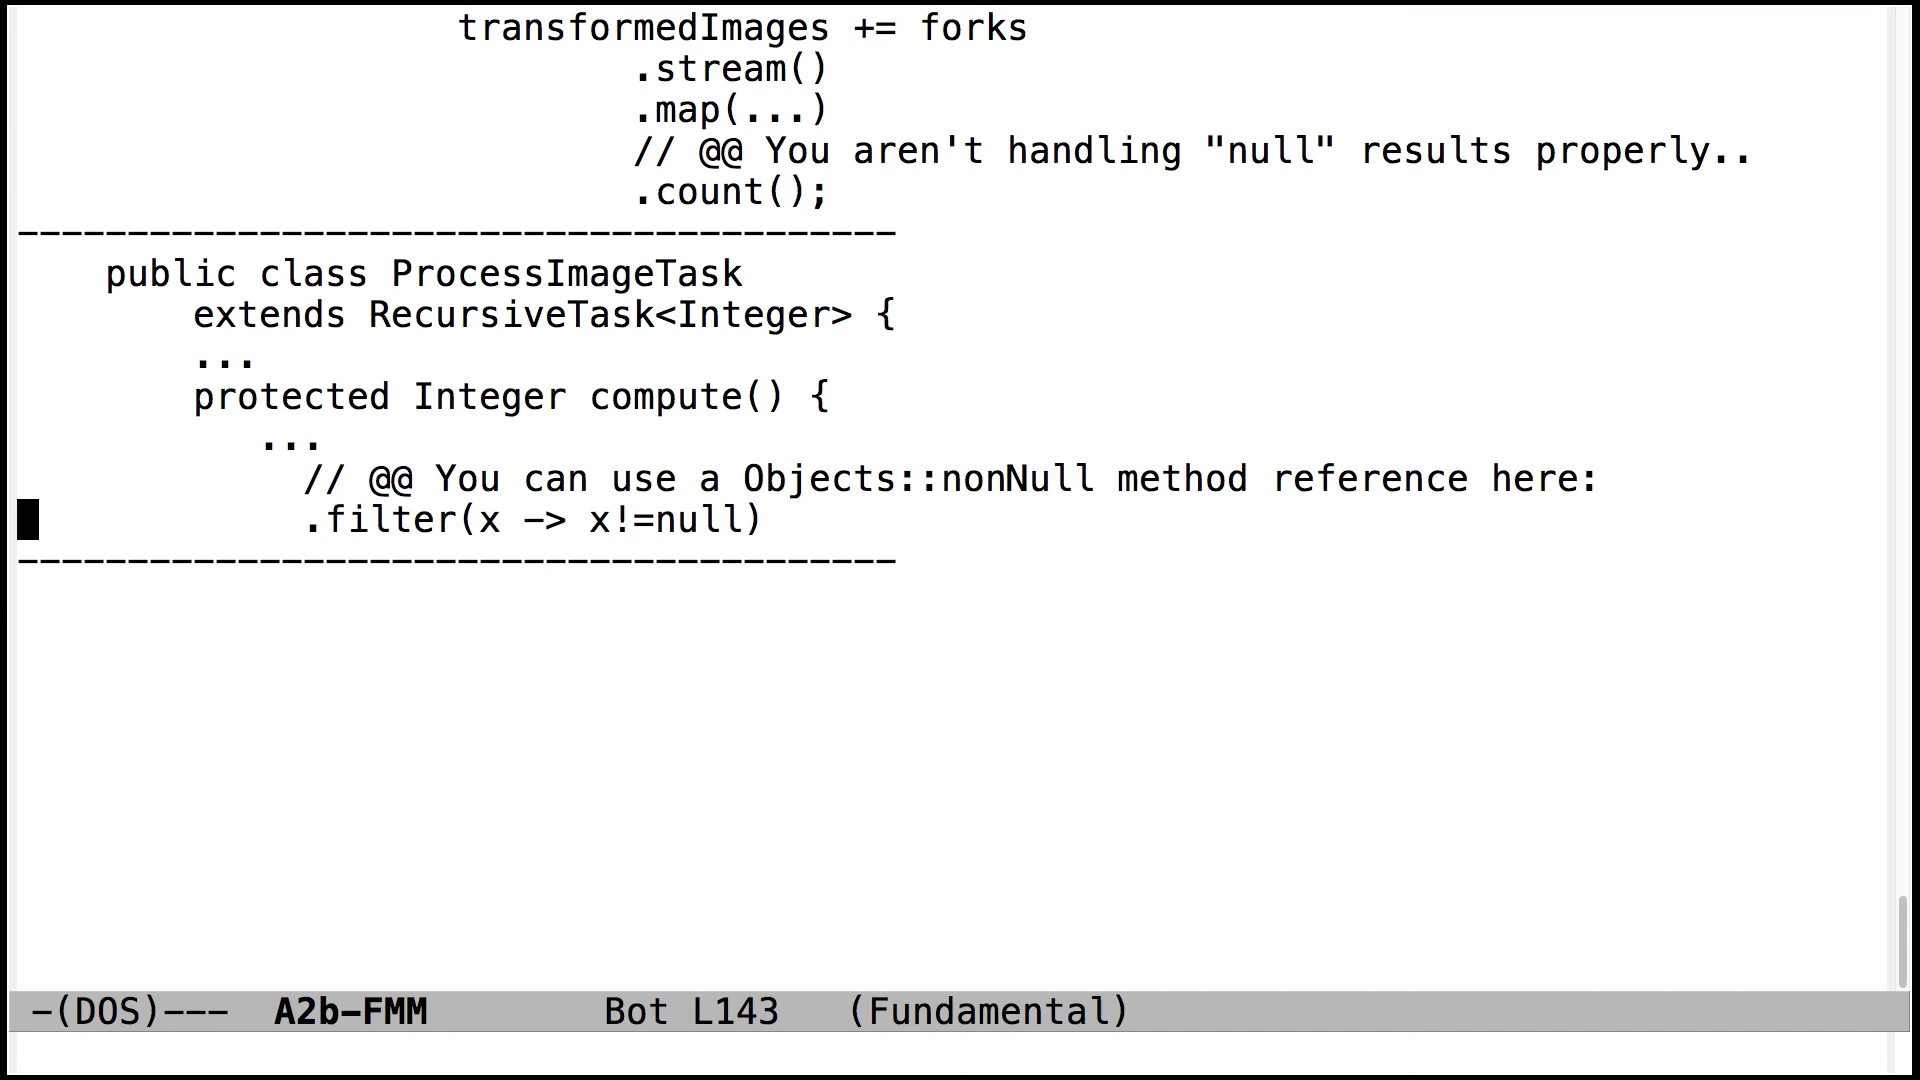 transformedImages += forks
.stream()
.map(...)
// @@ You aren't handling "null" results properly..
.count();
----------------------------------------
public class ProcessImageTask
extends RecursiveTask<Integer> {
...
protected Integer compute() {
...
// @@ You can use a Objects::nonNull method reference here:
.filter(x -> x!=null)
----------------------------------------
-(DOS)--- A2b-FMM Bot L143 (Fundamental)